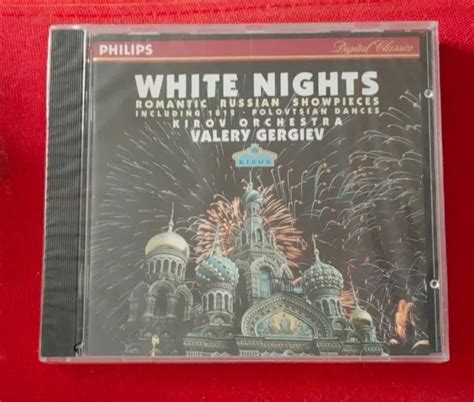 PHILIPS
Digital Classics
WHITE NIGHTS
ROMANTIC RUSSIAN SHOWPIECES
INCLUDING 1812 · POLOVTSIAN DANCES
KIROV ORCHESTRA
VALERY GERGIEV
KIROV